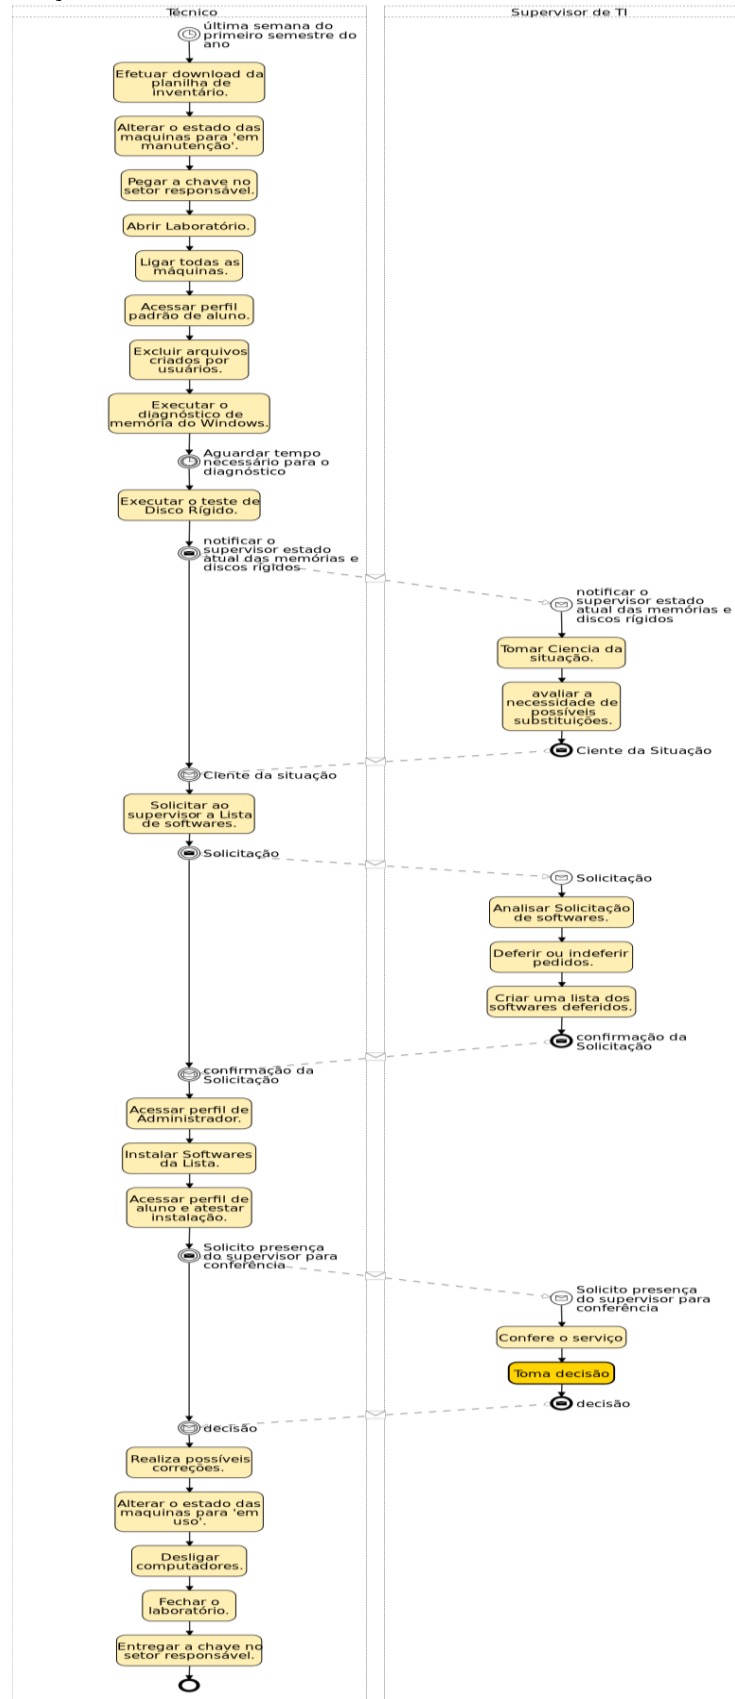 Técnico
Supervisor de TI
última semana do
primeiro semestre do
ano
Efetuar download da
planilha de
inventário.
Alterar o estado das
maquinas para 'em
manutenção'.
Pegar a chave no
setor responsável.
Abrir Laboratório.
Ligar todas as
máquinas.
Acessar perfil
padrão de aluno.
Excluir arquivos
criados por
usuários.
Executar o
diagnóstico de
memória do Windows.
Aguardar tempo
necessário para o
diagnóstico
Executar o teste de
Disco Rígido.
notificar o
supervisor estado
atual das memórias e
discos rígidos
notificar o
supervisor estado
atual das memórias e
discos rígidos
Tomar Ciencia da
situação.
avaliar a
necessidade de
possíveis
substituições.
Ciente da Situação
Ciente da situação
Solicitar ao
supervisor a Lista
de softwares.
Solicitação
Solicitação
Analisar Solicitação
de softwares.
Deferir ou indeferir
pedidos.
Criar uma lista dos
softwares deferidos.
confirmação da
Solicitação
confirmação da
Solicitação
Acessar perfil de
Administrador.
Instalar Softwares
da Lista.
Acessar perfil de
aluno e atestar
instalação.
Solicito presença
do supervisor para
conferência
Solicito presença
do supervisor para
conferência
Confere o serviço
Toma decisão
decisão
decisão
Realiza possíveis
correções.
Alterar o estado das
maquinas para 'em
uso'.
Desligar
computadores.
Fechar o
laboratório.
Entregar a chave no
setor responsável.